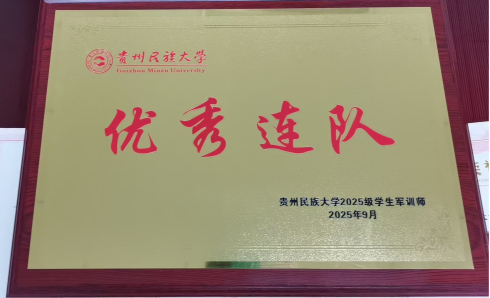 贵州民族大学
Guizhou Minzu University
优秀连队
贵州民族大学2025级学生军训师
2025年9月